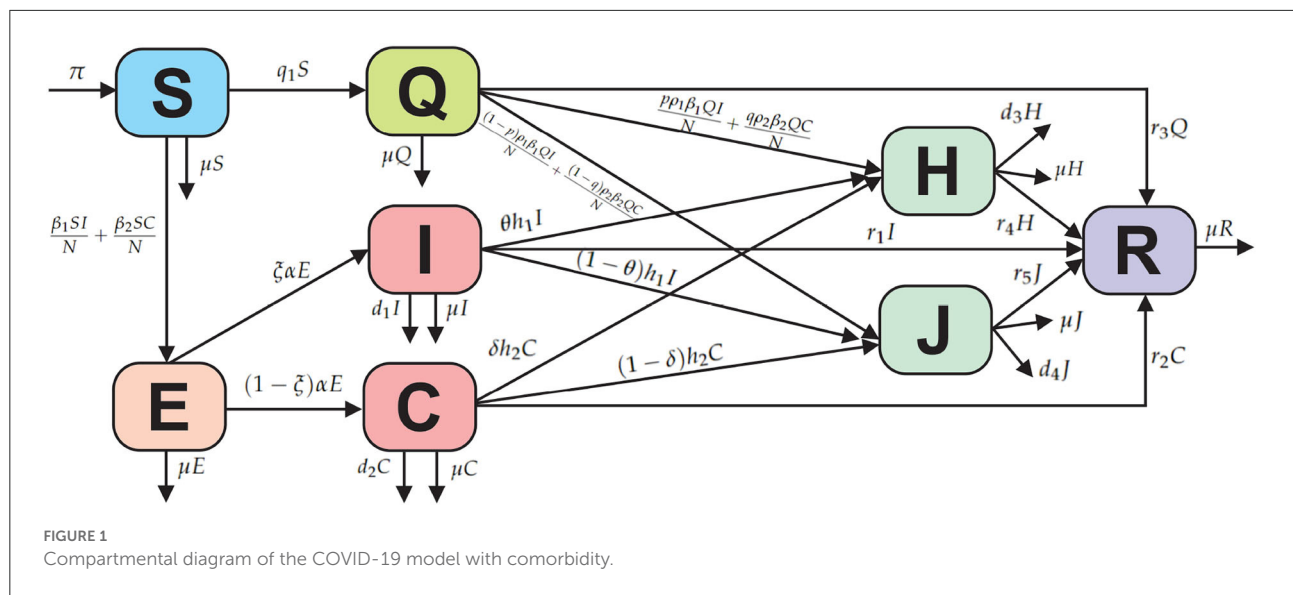 π
S
q₁S
Q
μS
μQ
pρ₁β₁QI/N + qρ₂β₂QC/N
(1−p)ρ₁β₁QI/N + (1−q)ρ₂β₂QC/N
r₃Q
d₃H
H
μH
r₄H
β₁SI/N + β₂SC/N
I
θh₁I
r₁I
(1 − θ)h₁I
ξαE
d₁I
μI
R
μR
r₅J
J
μJ
d₄J
δh₂C
(1 − δ)h₂C
r₂C
E
(1 − ξ)αE
C
μE
d₂C
μC
FIGURE 1
Compartmental diagram of the COVID-19 model with comorbidity.